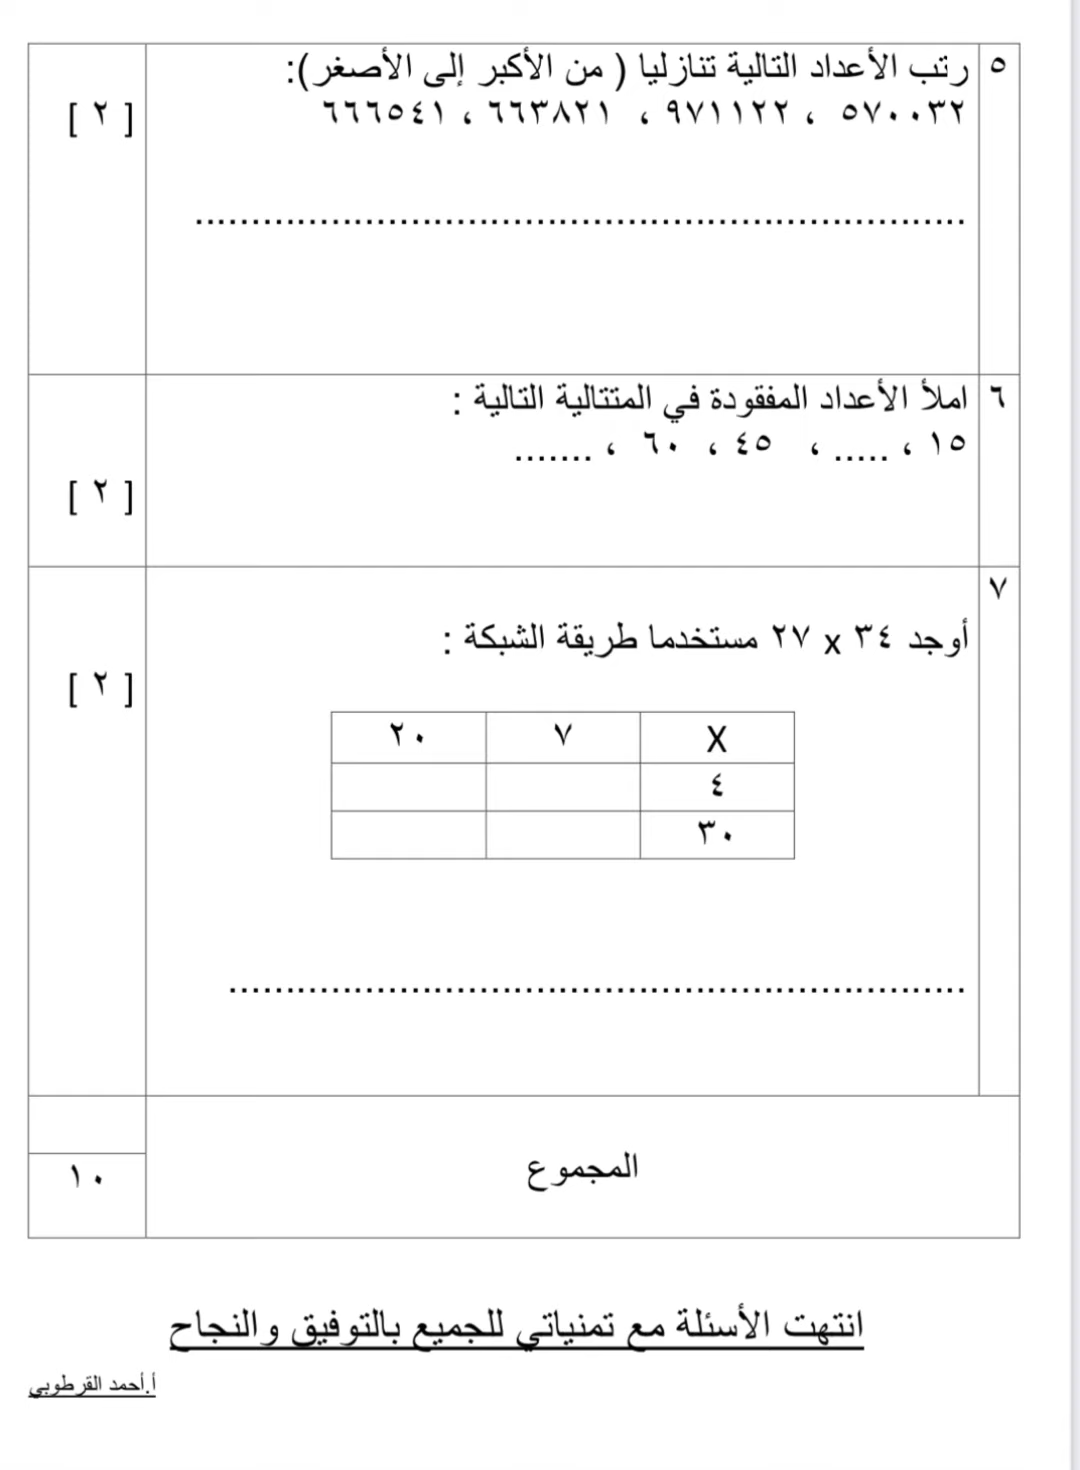 ٥ رتب الأعداد التالية تنازليا ( من الأكبر إلى الأصغر):
٥٧٠٠٣٢ ، ٩٧١١٢٢ ، ٦٦٣٨٢١ ، ٦٦٦٥٤١
[ ٢ ]
......................................................................
٦ املأ الأعداد المفقودة في المتتالية التالية :
١٥ ، ..... ، ٤٥ ، ٦٠ ، .......
[ ٢ ]
٧
أوجد ٣٤ x ٢٧ مستخدما طريقة الشبكة :
[ ٢ ]
X ٧ ٢٠
٤
٣٠
...................................................................
المجموع
١٠
انتهت الأسئلة مع تمنياتي للجميع بالتوفيق والنجاح
أ.أحمد القرطوبي